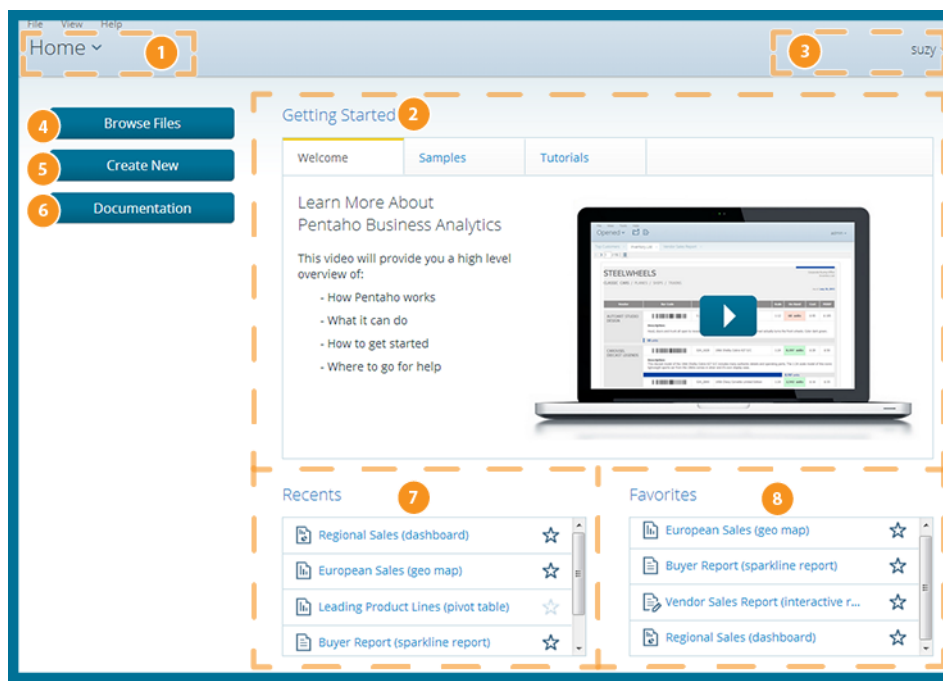 File View Help
Home
1
3
suzy
4
Browse Files
5
Create New
6
Documentation
Getting Started
2
Welcome
Samples
Tutorials
Learn More About
Pentaho Business Analytics
This video will provide you a high level
overview of:
- How Pentaho works
- What it can do
- How to get started
- Where to go for help
Opened
STEELWHEELS
Recents
7
Regional Sales (dashboard)
European Sales (geo map)
Leading Product Lines (pivot table)
Buyer Report (sparkline report)
Favorites
8
European Sales (geo map)
Buyer Report (sparkline report)
Vendor Sales Report (interactive r...
Regional Sales (dashboard)